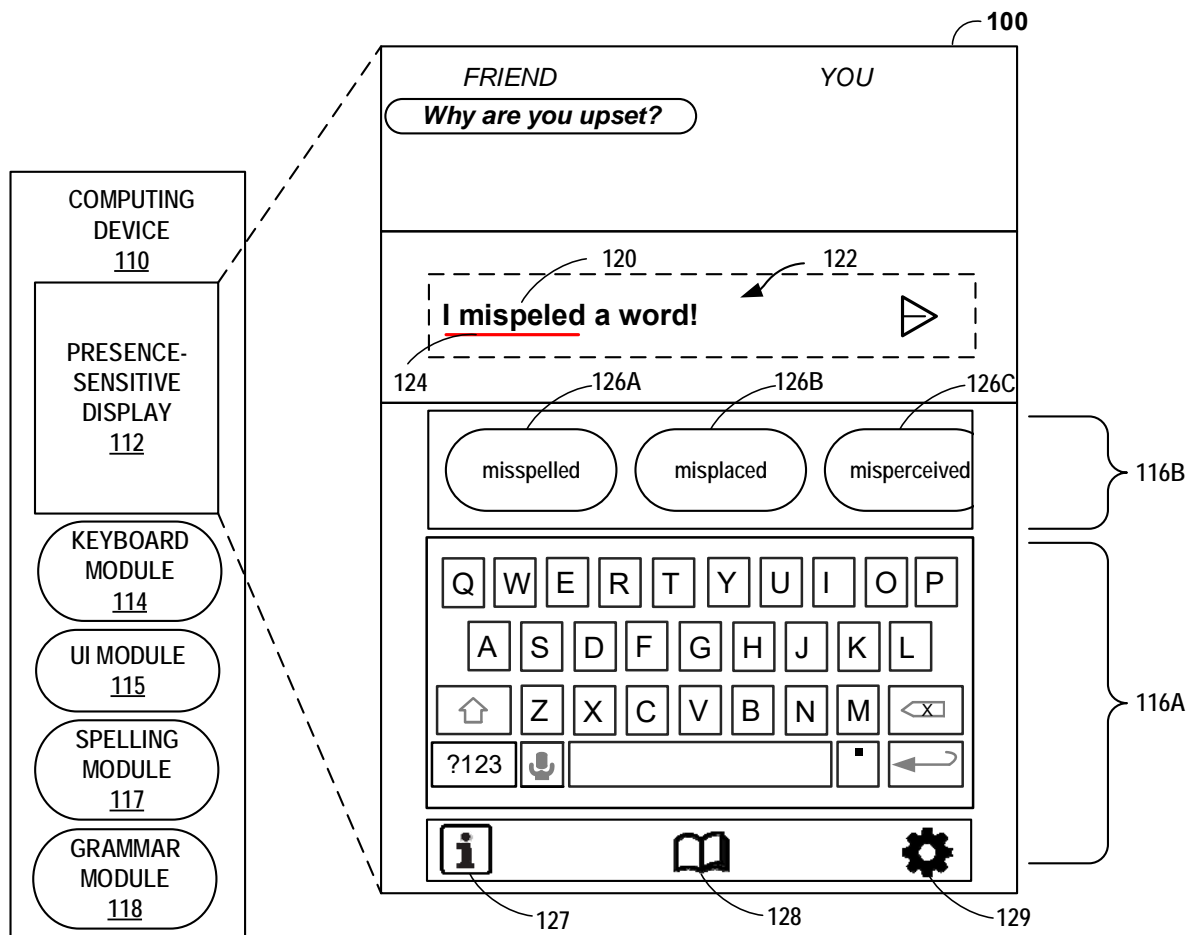 100
FRIEND
YOU
Why are you upset?
COMPUTING
DEVICE
110
PRESENCE-
SENSITIVE
DISPLAY
112
KEYBOARD
MODULE
114
UI MODULE
115
SPELLING
MODULE
117
GRAMMAR
MODULE
118
120
122
I mispeled a word!
124
126A
126B
126C
misspelled
misplaced
misperceived
116B
Q W E R T Y U I O P
A S D F G H J K L
Z X C V B N M X
?123 .
116A
i
127
128
129